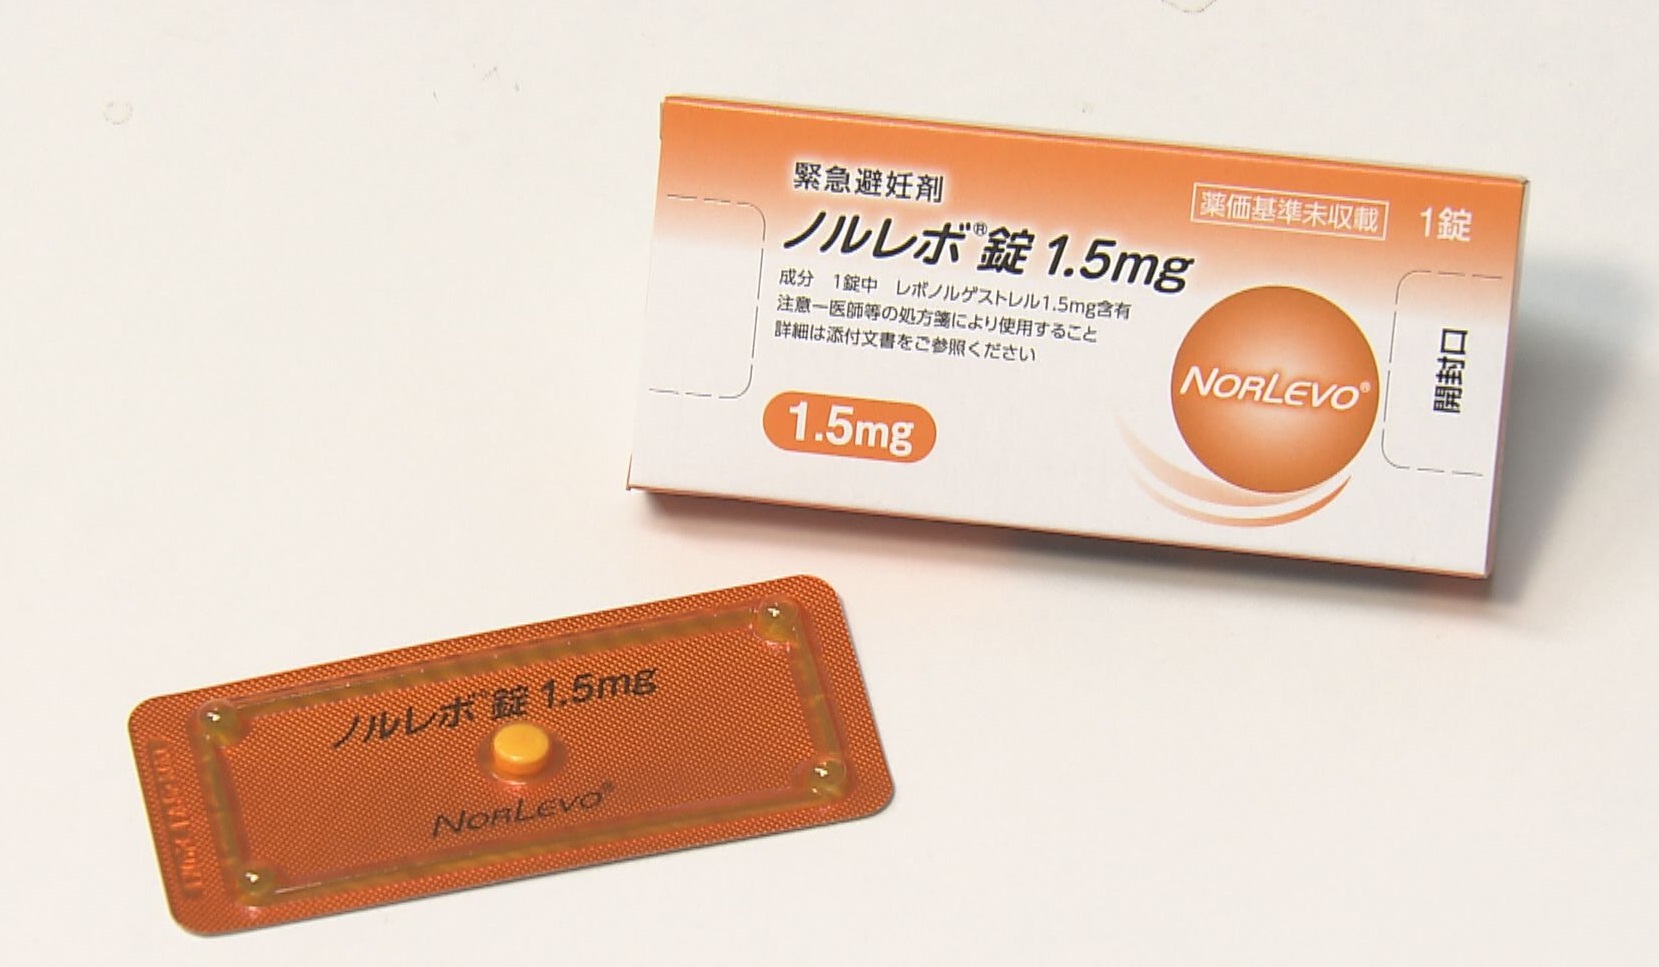 緊急避妊剤
ノルレボ®錠 1.5mg
薬価基準未収載
1錠
成分 1錠中 レボノルゲストレル1.5mg含有
注意ー医師等の処方箋により使用すること
詳細は添付文書をご参照ください
1.5mg
NORLEVO®
開封口
ノルレボ®錠 1.5mg
NORLEVO®